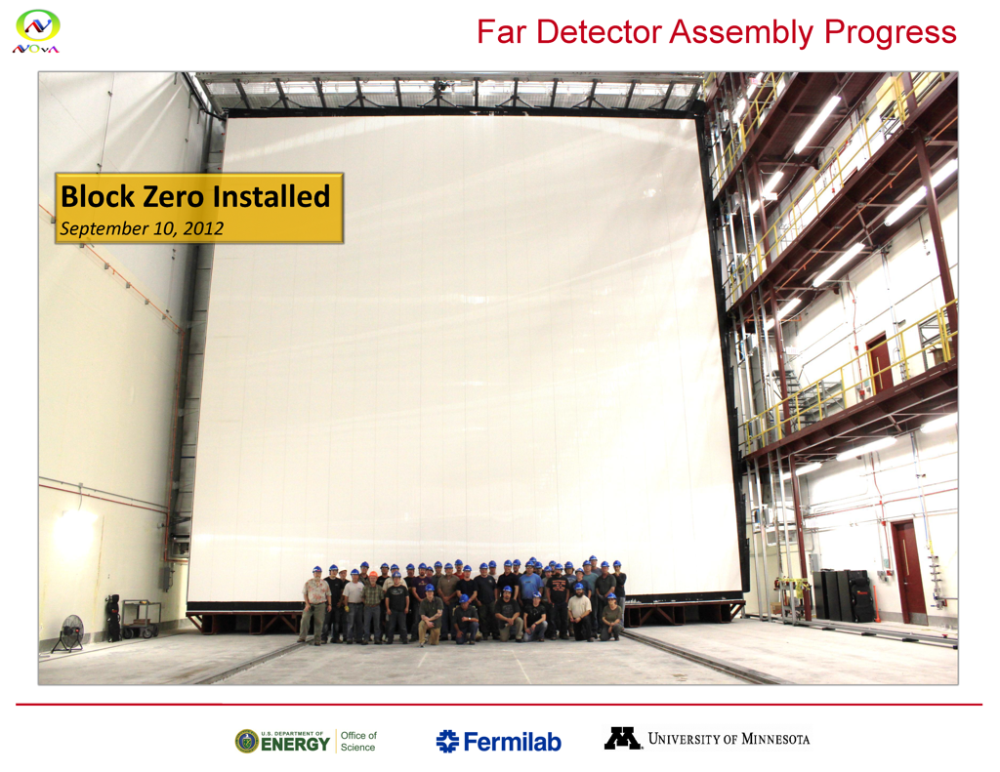 NOvA
Far Detector Assembly Progress
Block Zero Installed
September 10, 2012
U.S. DEPARTMENT OF
ENERGY
Office of
Science
Fermilab
M
UNIVERSITY OF MINNESOTA